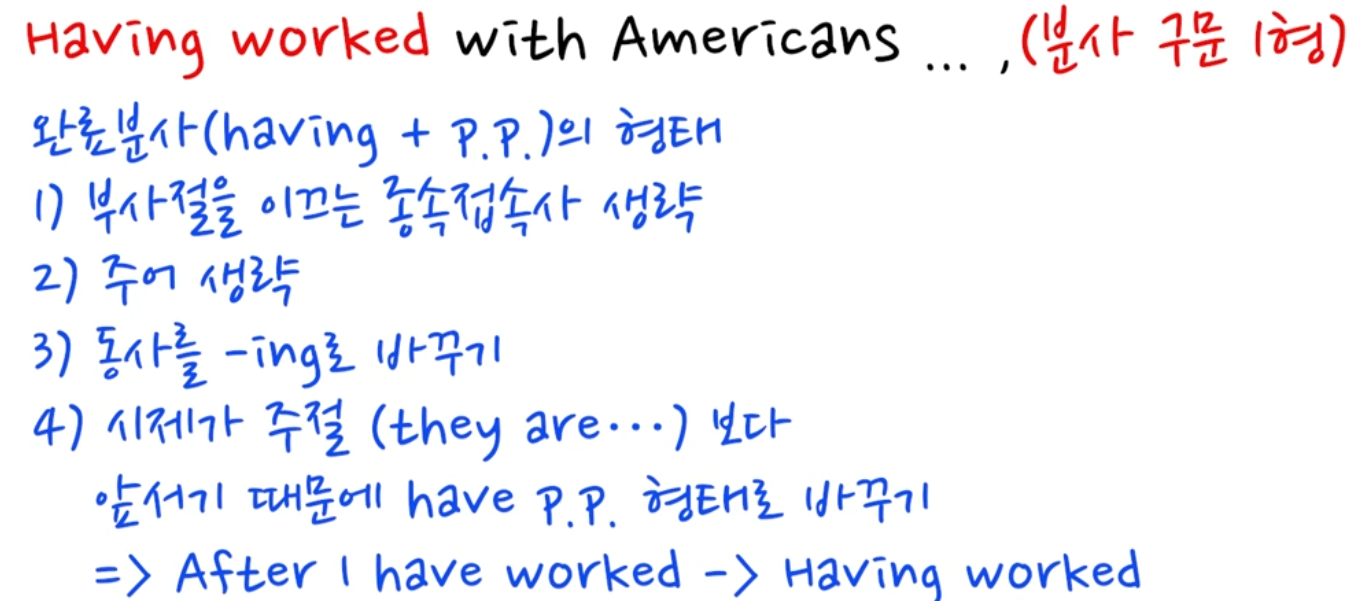 Having worked with Americans ... ,(분사 구문 1형)
완료분사(having + P.P.)의 형태
1) 부사절을 이끄는 종속접속사 생략
2) 주어 생략
3) 동사를 -ing로 바꾸기
4) 시제가 주절 (they are...) 보다
앞서기 때문에 have P.P. 형태로 바꾸기
=> After I have worked -> Having worked